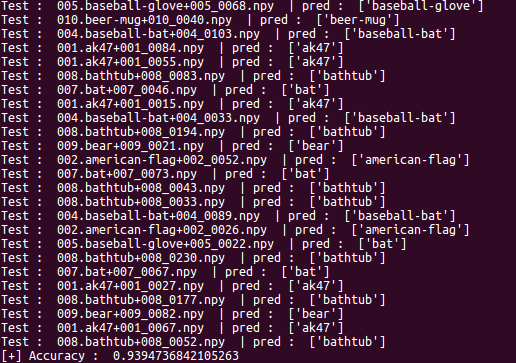 Test :  005.baseball-glove+005_0068.npy  | pred :  ['baseball-glove']
Test :  010.beer-mug+010_0040.npy  | pred :  ['beer-mug']
Test :  004.baseball-bat+004_0103.npy  | pred :  ['baseball-bat']
Test :  001.ak47+001_0084.npy  | pred :  ['ak47']
Test :  001.ak47+001_0055.npy  | pred :  ['ak47']
Test :  008.bathtub+008_0083.npy  | pred :  ['bathtub']
Test :  007.bat+007_0046.npy  | pred :  ['bat']
Test :  001.ak47+001_0015.npy  | pred :  ['ak47']
Test :  004.baseball-bat+004_0033.npy  | pred :  ['baseball-bat']
Test :  008.bathtub+008_0194.npy  | pred :  ['bathtub']
Test :  009.bear+009_0021.npy  | pred :  ['bear']
Test :  002.american-flag+002_0052.npy  | pred :  ['american-flag']
Test :  007.bat+007_0073.npy  | pred :  ['bat']
Test :  008.bathtub+008_0043.npy  | pred :  ['bathtub']
Test :  008.bathtub+008_0033.npy  | pred :  ['bathtub']
Test :  004.baseball-bat+004_0089.npy  | pred :  ['baseball-bat']
Test :  002.american-flag+002_0026.npy  | pred :  ['american-flag']
Test :  005.baseball-glove+005_0022.npy  | pred :  ['bat']
Test :  008.bathtub+008_0230.npy  | pred :  ['bathtub']
Test :  007.bat+007_0067.npy  | pred :  ['bat']
Test :  001.ak47+001_0027.npy  | pred :  ['ak47']
Test :  008.bathtub+008_0177.npy  | pred :  ['bathtub']
Test :  009.bear+009_0082.npy  | pred :  ['bear']
Test :  001.ak47+001_0067.npy  | pred :  ['ak47']
Test :  008.bathtub+008_0052.npy  | pred :  ['bathtub']
[+] Accuracy :  0.9394736842105263